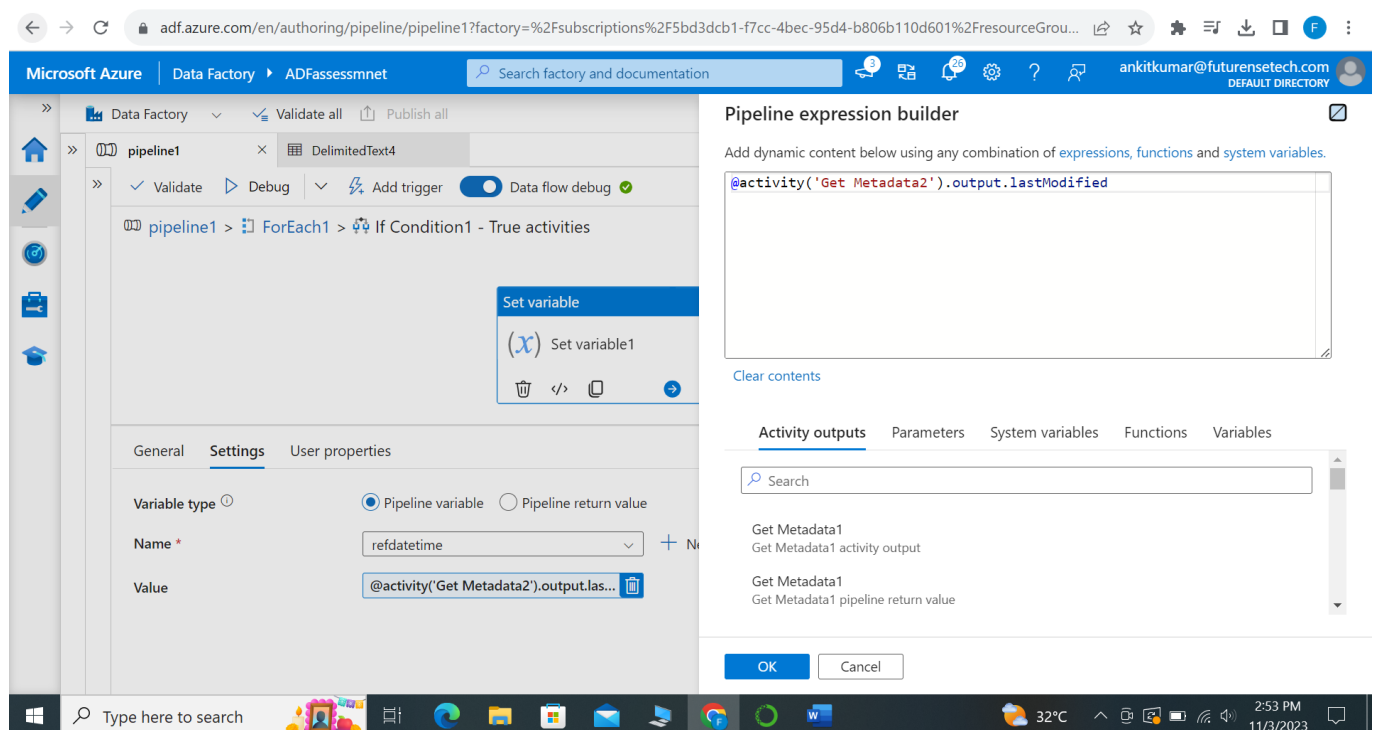 adf.azure.com/en/authoring/pipeline/pipeline1?factory=%2Fsubscriptions%2F5bd3dcb1-f7cc-4bec-95d4-b806b110d601%2FresourceGrou...
F
Microsoft Azure
Data Factory
ADFassessmnet
Search factory and documentation
3
26
ankitkumar@futurensetech.com
DEFAULT DIRECTORY
Data Factory
Validate all
Publish all
pipeline1
DelimitedText4
Validate
Debug
Add trigger
Data flow debug
pipeline1 > ForEach1 > If Condition1 - True activities
Set variable
(x) Set variable1
General
Settings
User properties
Variable type
Pipeline variable
Pipeline return value
Name *
refdatetime
Value
@activity('Get Metadata2').output.las...
Pipeline expression builder
Add dynamic content below using any combination of expressions, functions and system variables.
@activity('Get Metadata2').output.lastModified
Clear contents
Activity outputs
Parameters
System variables
Functions
Variables
Search
Get Metadata1
Get Metadata1 activity output
Get Metadata1
Get Metadata1 pipeline return value
OK
Cancel
Type here to search
32°C
2:53 PM
11/3/2023